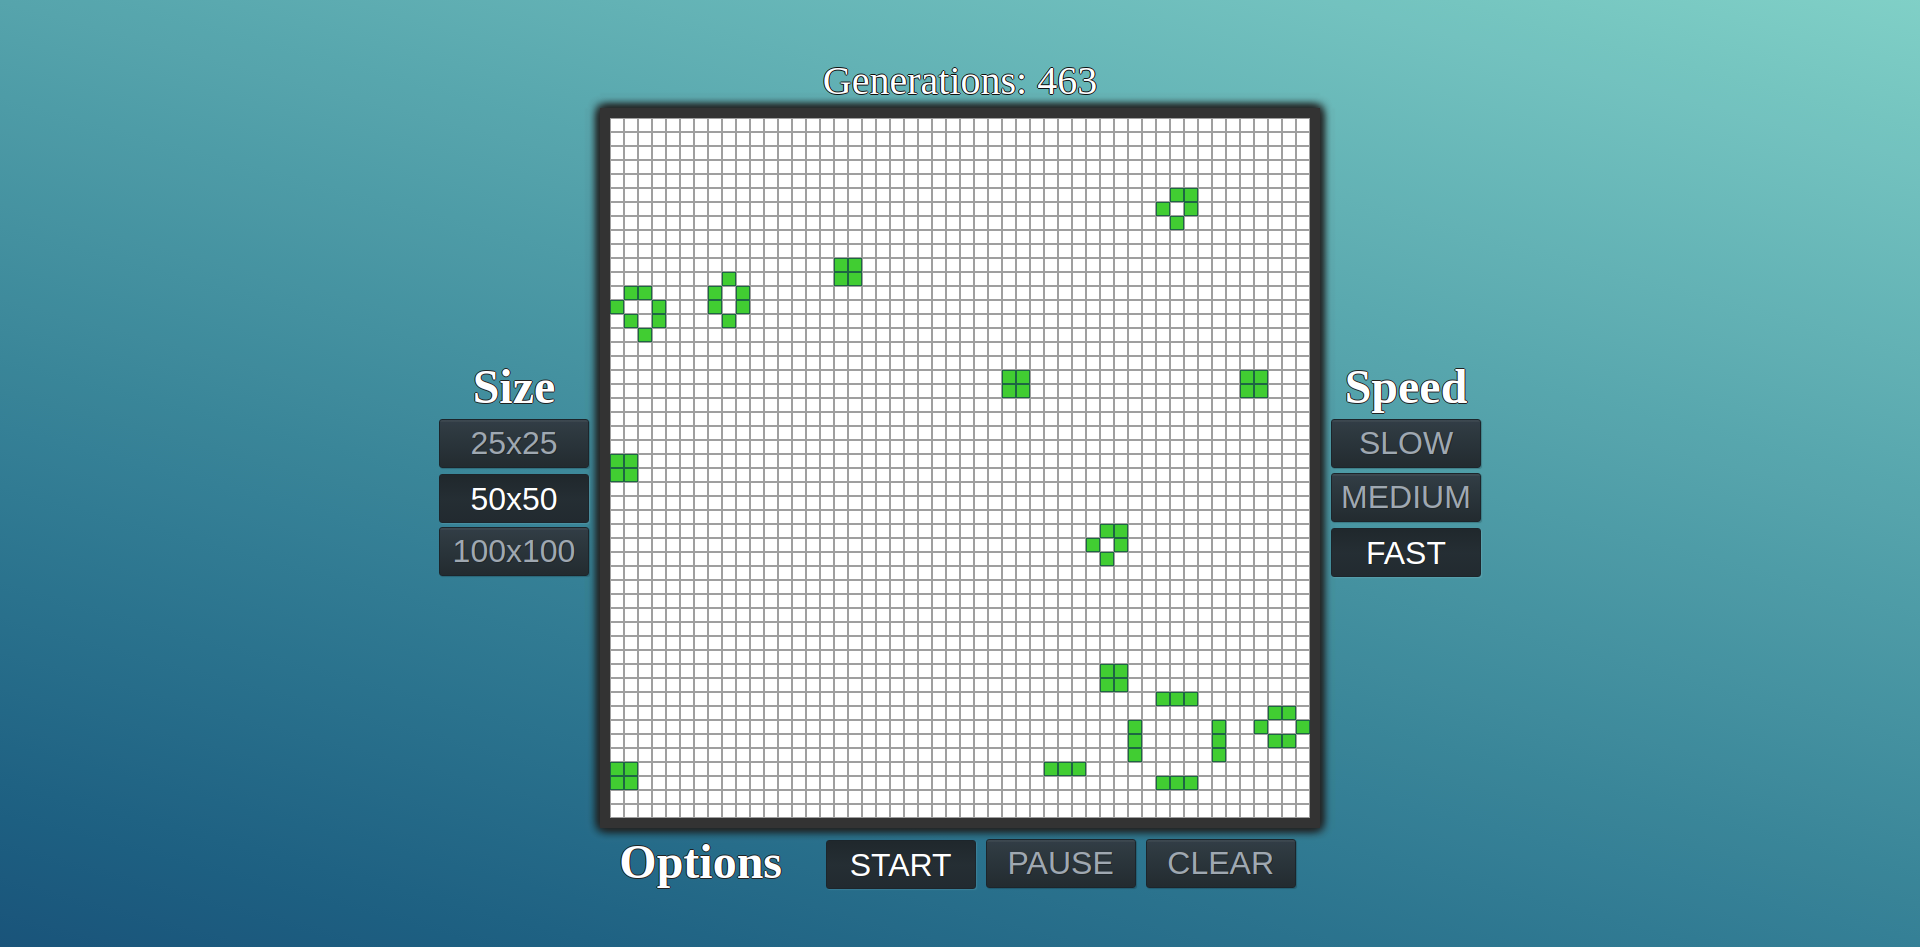 Generations: 463
Size
25x25
50x50
100x100
Speed
SLOW
MEDIUM
FAST
Options
START
PAUSE
CLEAR